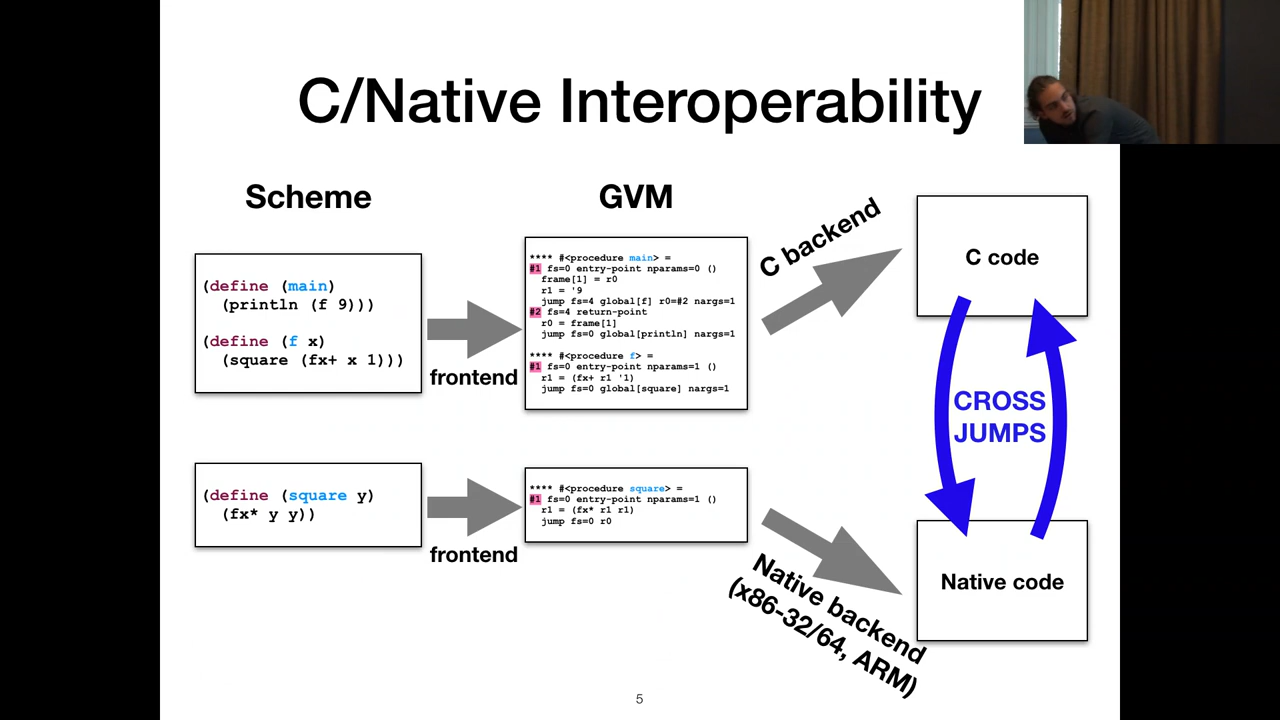 C/Native Interoperability
Scheme
GVM
(define (main)
(println (f 9)))
(define (f x)
(square (fx+ x 1)))
frontend
**** #<procedure main> =
#1 fs=0 entry-point nparams=0 ()
frame[1] = r0
r1 = '9
jump fs=4 global[f] r0=#2 nargs=1
#2 fs=4 return-point
r0 = frame[1]
jump fs=0 global[println] nargs=1
**** #<procedure f> =
#1 fs=0 entry-point nparams=1 ()
r1 = (fx+ r1 '1)
jump fs=0 global[square] nargs=1
C backend
C code
CROSS
JUMPS
(define (square y)
(fx* y y))
frontend
**** #<procedure square> =
#1 fs=0 entry-point nparams=1 ()
r1 = (fx* r1 r1)
jump fs=0 r0
Native backend
(x86-32/64, ARM)
Native code
5